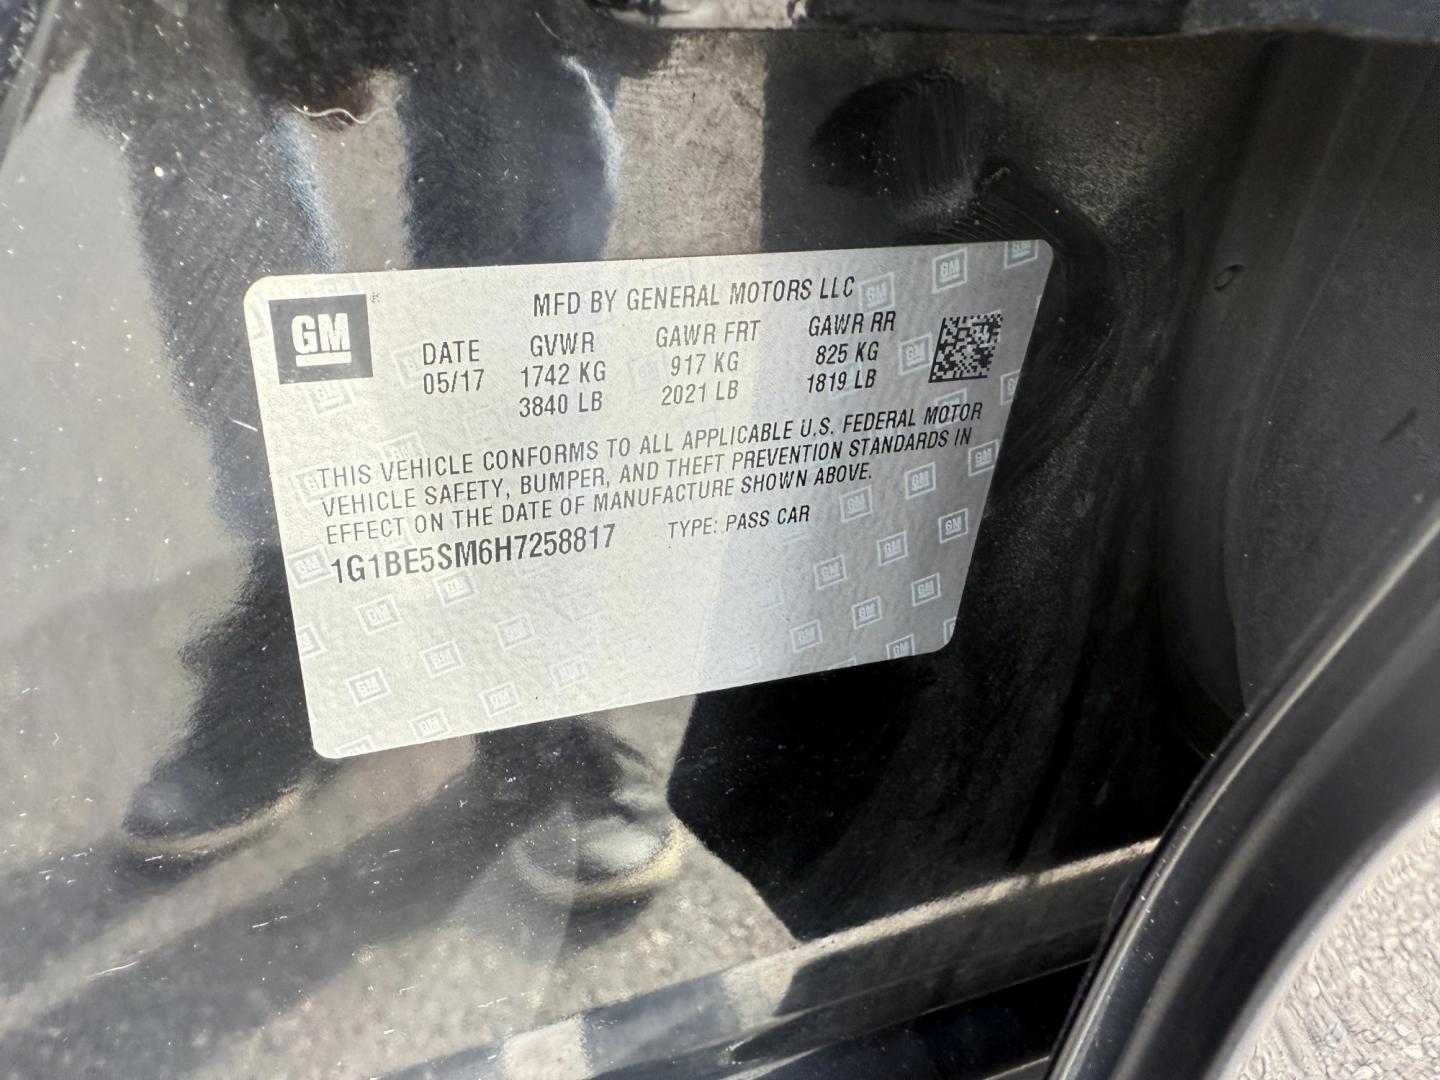 GM
MFD BY GENERAL MOTORS LLC
DATE GVWR GAWR FRT GAWR RR
05/17 1742 KG 917 KG 825 KG
3840 LB 2021 LB 1819 LB
THIS VEHICLE CONFORMS TO ALL APPLICABLE U.S. FEDERAL MOTOR
VEHICLE SAFETY, BUMPER, AND THEFT PREVENTION STANDARDS IN
EFFECT ON THE DATE OF MANUFACTURE SHOWN ABOVE.
1G1BE5SM6H7258817 TYPE: PASS CAR